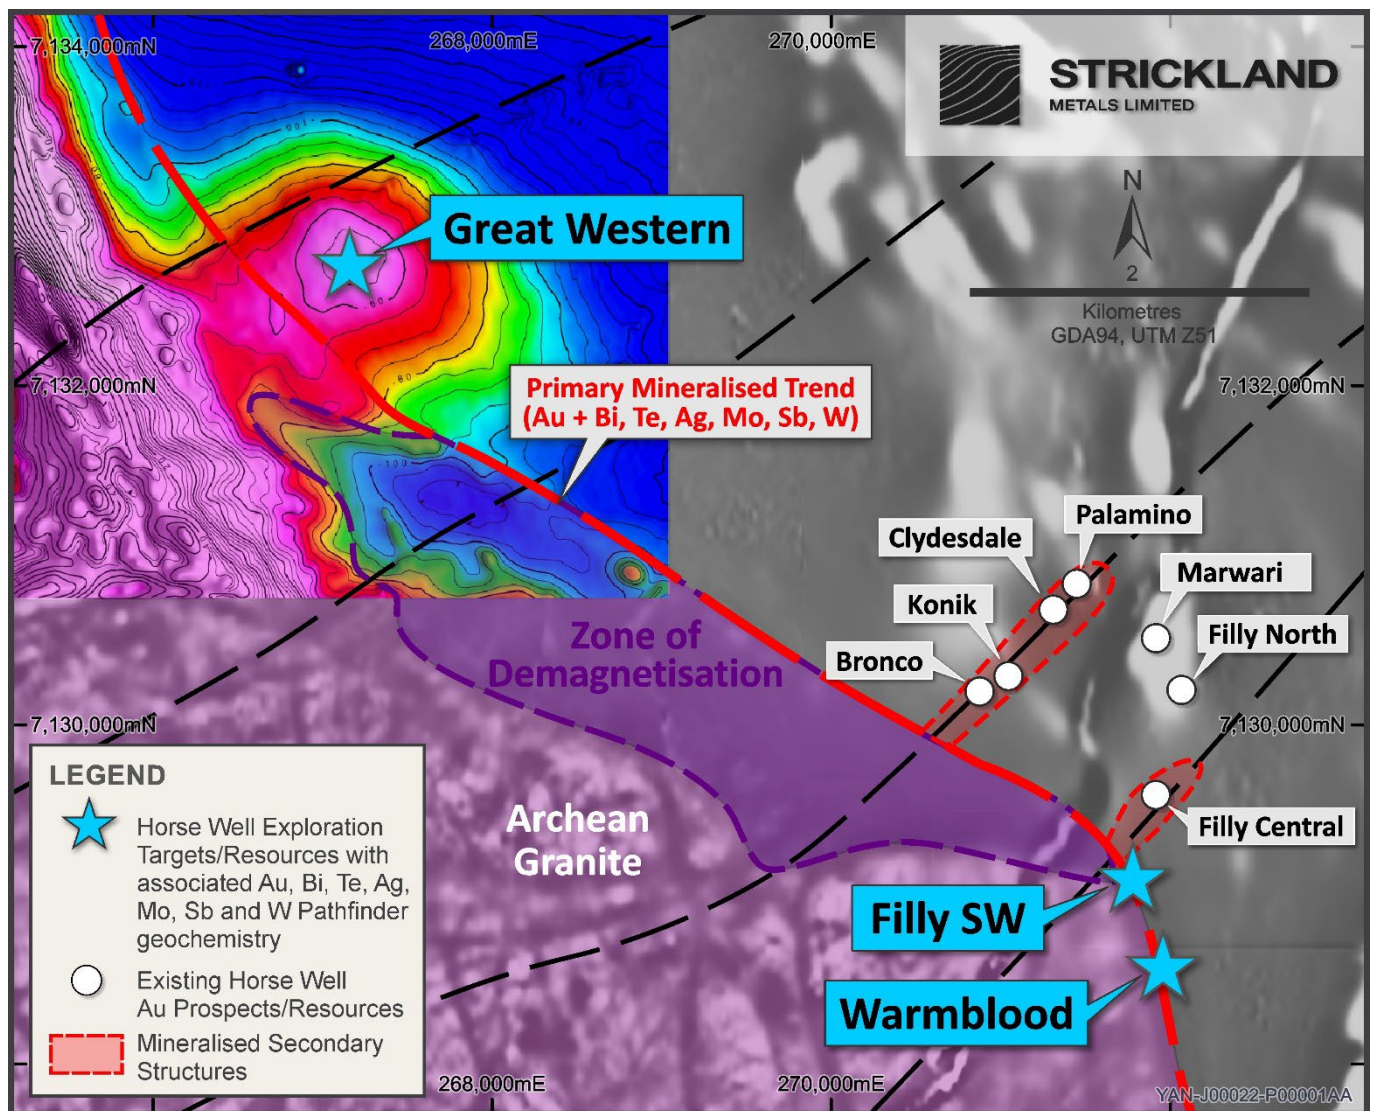 7,134,000mN
268,000mE
270,000mE
STRICKLAND
METALS LIMITED
N
2
Kilometres
GDA94, UTM Z51
Great Western
7,132,000mN
7,132,000mN
Primary Mineralised Trend
(Au + Bi, Te, Ag, Mo, Sb, W)
Palamino
Clydesdale
Marwari
Konik
Filly North
Bronco
Zone of
Demagnetisation
7,130,000mN
7,130,000mN
Filly Central
Archean
Granite
Filly SW
Warmblood
LEGEND
Horse Well Exploration
Targets/Resources with
associated Au, Bi, Te, Ag,
Mo, Sb and W Pathfinder
geochemistry
Existing Horse Well
Au Prospects/Resources
Mineralised Secondary
Structures
268,000mE
270,000mE
YAN-J00022-P00001AA